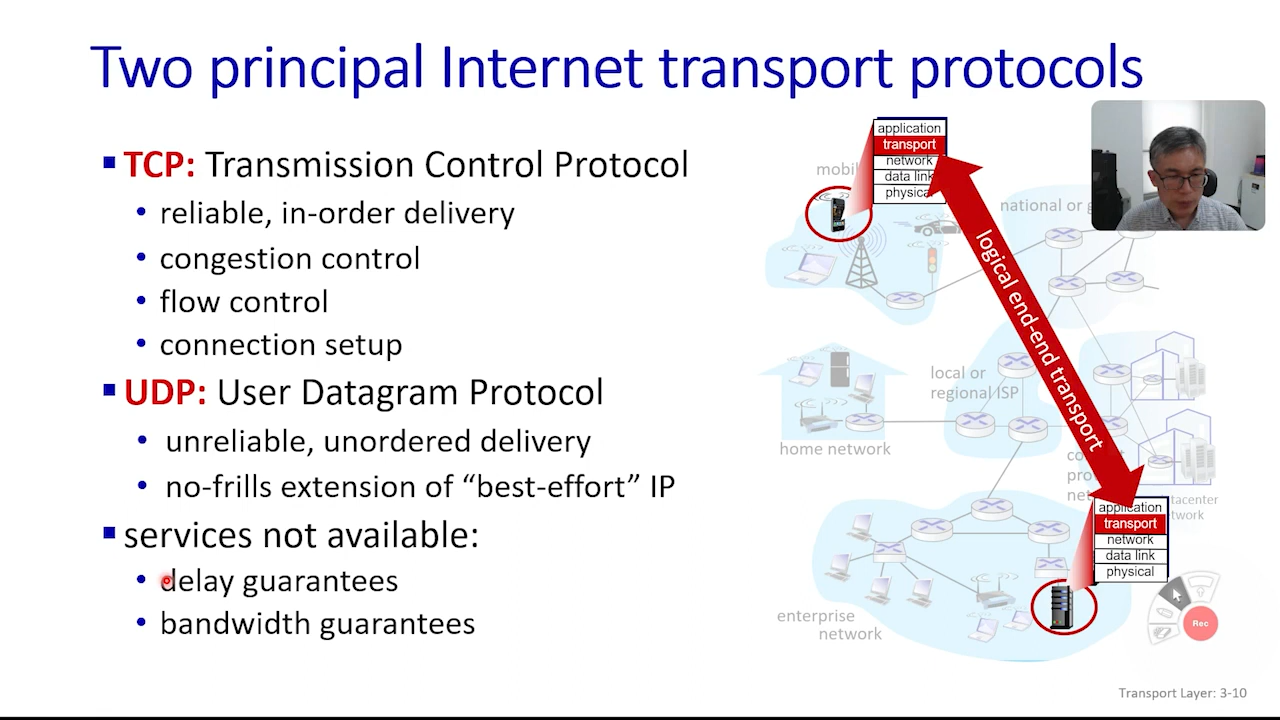 Two principal Internet transport protocols
TCP: Transmission Control Protocol
reliable, in-order delivery
congestion control
flow control
connection setup
UDP: User Datagram Protocol
unreliable, unordered delivery
no-frills extension of “best-effort” IP
services not available:
delay guarantees
bandwidth guarantees
application
transport
network
data link
physical
national or
logical end-end transport
local or
regional ISP
home network
enterprise
network
application
transport
network
data link
physical
Rec
Transport Layer: 3-10